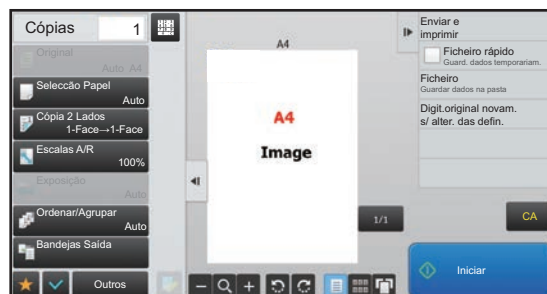 Cópias 1
Original
Auto A4
Selecção Papel
Auto
Cópia 2 Lados
1-Face→1-Face
Escalas A/R
100%
Exposição
Auto
Ordenar/Agrupar
Auto
Bandejas Saída
Outros
A4
A4
Image
1/1
Enviar e
imprimir
Ficheiro rápido
Guard. dados temporariam.
Ficheiro
Guardar dados na pasta
Digit.original novam.
s/ alter. das defin.
CA
Iniciar